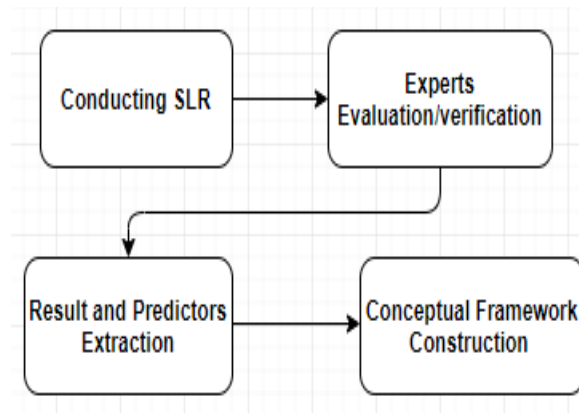 Conducting SLR
Experts
Evaluation/verification
Result and Predictors
Extraction
Conceptual Framework
Construction